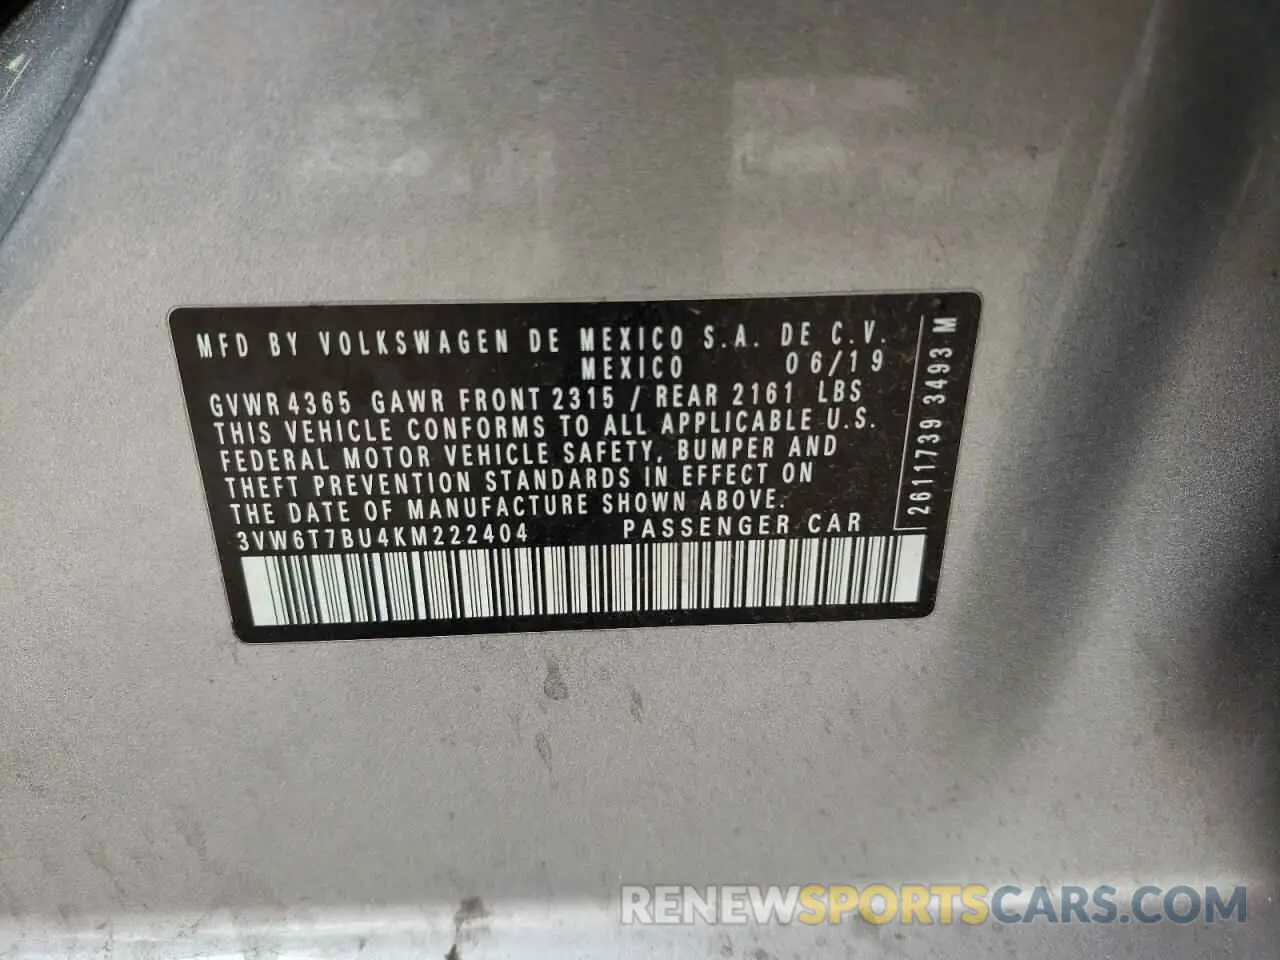 MFD BY VOLKSWAGEN DE MEXICO S.A. DE C.V.
MEXICO 06/19
GVWR 4365 GAWR FRONT 2315 / REAR 2161 LBS
THIS VEHICLE CONFORMS TO ALL APPLICABLE U.S.
FEDERAL MOTOR VEHICLE SAFETY, BUMPER AND
THEFT PREVENTION STANDARDS IN EFFECT ON
THE DATE OF MANUFACTURE SHOWN ABOVE.
3VW6T7BU4KM222404 PASSENGER CAR
2611739 3493 M
RENEWSPORTSCARS.COM